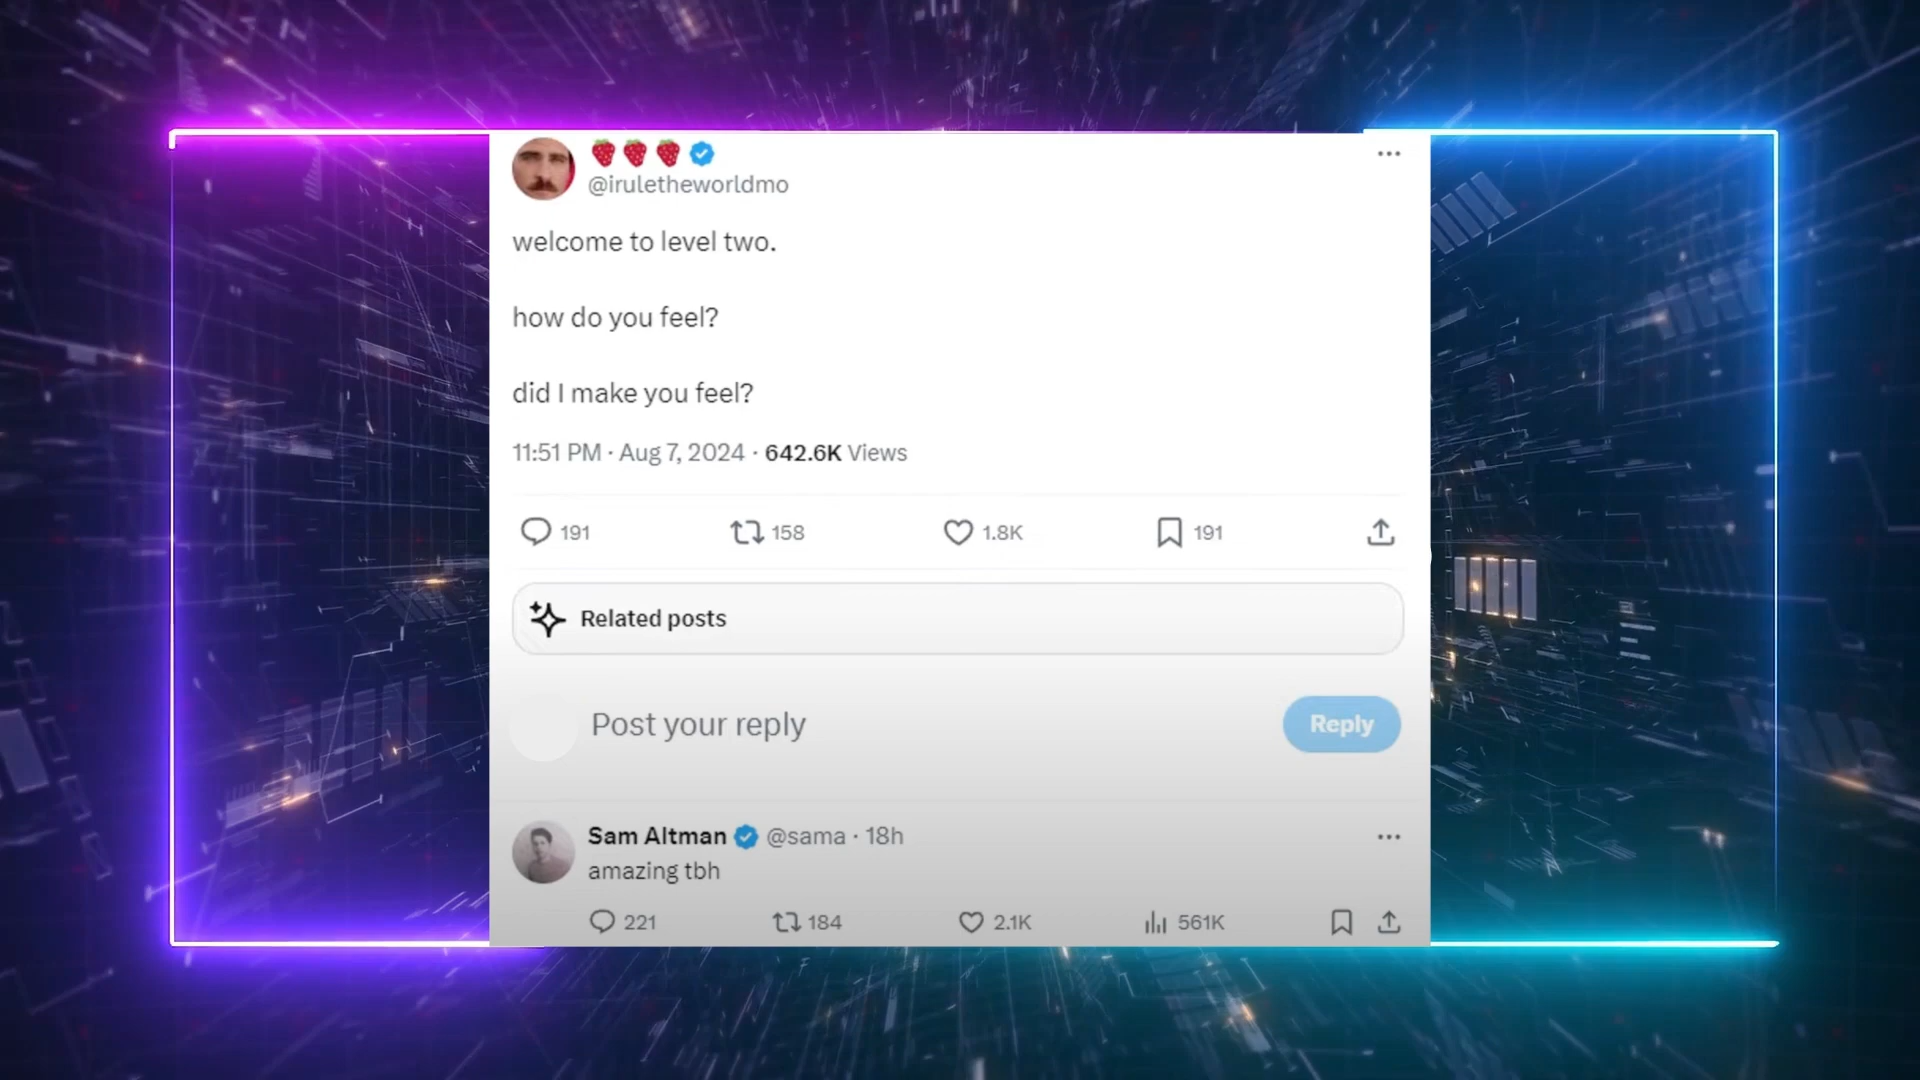 🍓🍓🍓
@iruletheworldmo
welcome to level two.
how do you feel?
did I make you feel?
11:51 PM · Aug 7, 2024 · 642.6K Views
191 158 1.8K 191
Related posts
Post your reply Reply
Sam Altman @sama · 18h
amazing tbh
221 184 2.1K 561K